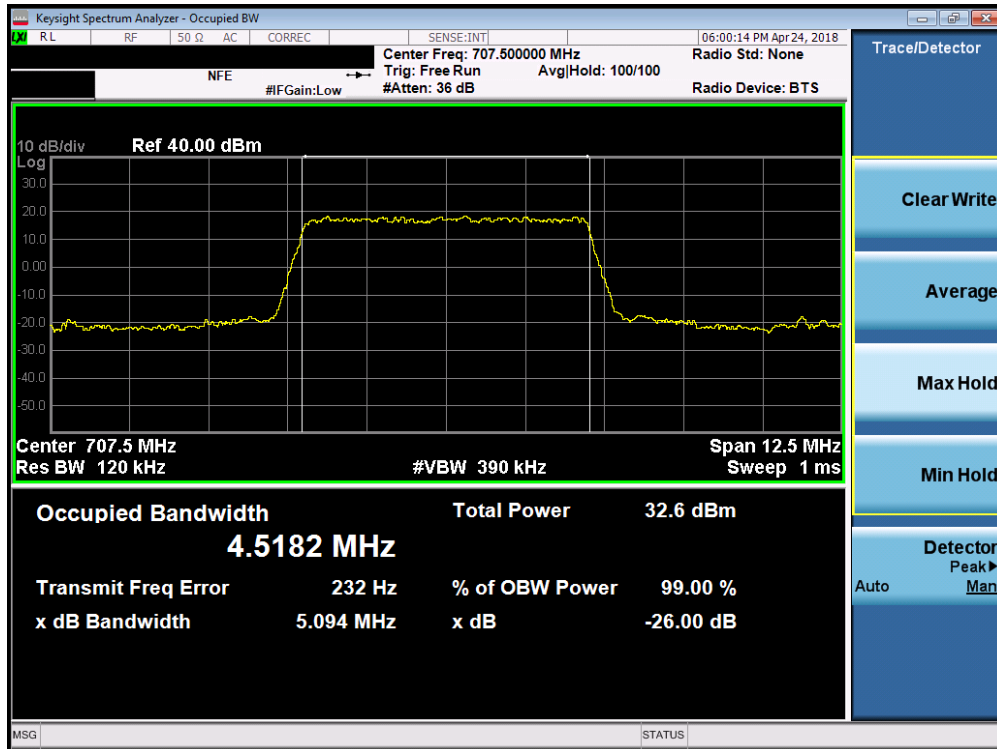 Keysight Spectrum Analyzer - Occupied BW
LXI RL RF 50 Ω AC CORREC SENSE:INT 06:00:14 PM Apr 24, 2018
Center Freq: 707.500000 MHz Radio Std: None
NFE Trig: Free Run Avg|Hold: 100/100
#IFGain:Low #Atten: 36 dB Radio Device: BTS
10 dB/div Ref 40.00 dBm
Log
30.0
20.0
10.0
0.00
-10.0
-20.0
-30.0
-40.0
-50.0
Center 707.5 MHz Span 12.5 MHz
Res BW 120 kHz #VBW 390 kHz Sweep 1 ms
Occupied Bandwidth Total Power 32.6 dBm
4.5182 MHz
Transmit Freq Error 232 Hz % of OBW Power 99.00 %
x dB Bandwidth 5.094 MHz x dB -26.00 dB
MSG STATUS
Trace/Detector
Clear Write
Average
Max Hold
Min Hold
Detector
Peak▶
Auto Man